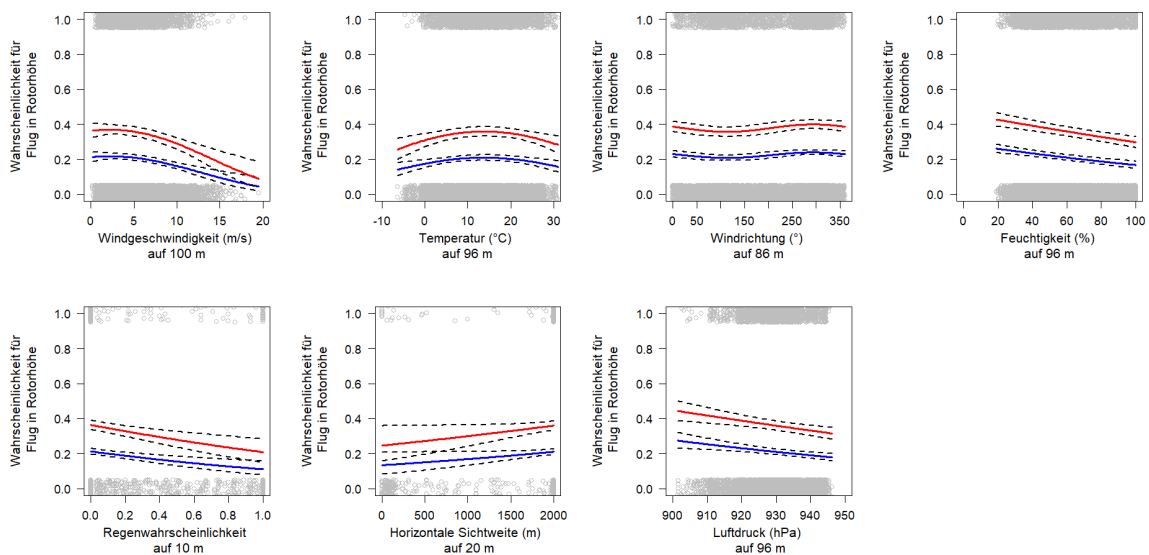 Wahrscheinlichkeit für
Flug in Rotorhöhe
1.0
0.8
0.6
0.4
0.2
0.0
0 5 10 15 20
Windgeschwindigkeit (m/s)
auf 100 m
Wahrscheinlichkeit für
Flug in Rotorhöhe
1.0
0.8
0.6
0.4
0.2
0.0
-10 0 10 20 30
Temperatur (°C)
auf 96 m
Wahrscheinlichkeit für
Flug in Rotorhöhe
1.0
0.8
0.6
0.4
0.2
0.0
0 50 150 250 350
Windrichtung (°)
auf 86 m
Wahrscheinlichkeit für
Flug in Rotorhöhe
1.0
0.8
0.6
0.4
0.2
0.0
0 20 40 60 80 100
Feuchtigkeit (%)
auf 96 m
Wahrscheinlichkeit für
Flug in Rotorhöhe
1.0
0.8
0.6
0.4
0.2
0.0
0.0 0.2 0.4 0.6 0.8 1.0
Regenwahrscheinlichkeit
auf 10 m
Wahrscheinlichkeit für
Flug in Rotorhöhe
1.0
0.8
0.6
0.4
0.2
0.0
0 500 1000 2000
Horizontale Sichtweite (m)
auf 20 m
Wahrscheinlichkeit für
Flug in Rotorhöhe
1.0
0.8
0.6
0.4
0.2
0.0
900 910 920 930 940 950
Luftdruck (hPa)
auf 96 m